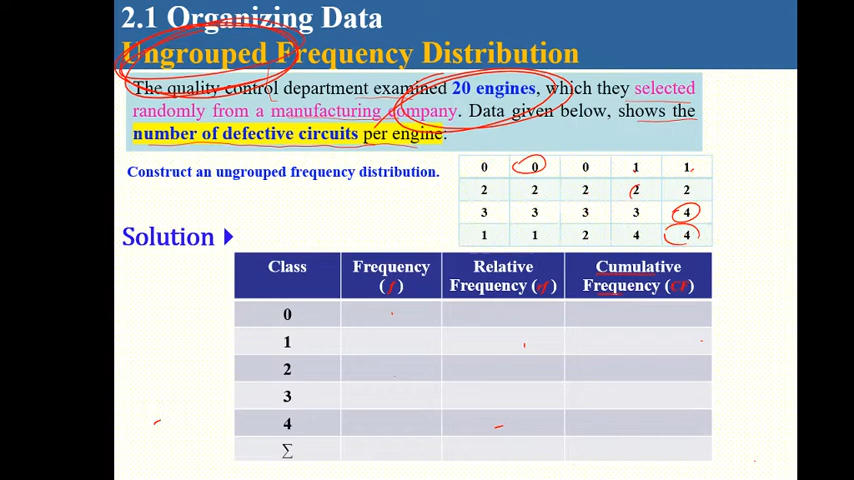 2.1 Organizing Data
Ungrouped Frequency Distribution
The quality control department examined 20 engines, which they selected
randomly from a manufacturing company. Data given below, shows the
number of defective circuits per engine:
Construct an ungrouped frequency distribution.
0 0 0 1 1
2 2 2 2 2
3 3 3 3 4
1 1 2 4 4
Solution
Class Frequency (f) Relative Frequency (rf) Cumulative Frequency (CF)
0
1
2
3
4
∑